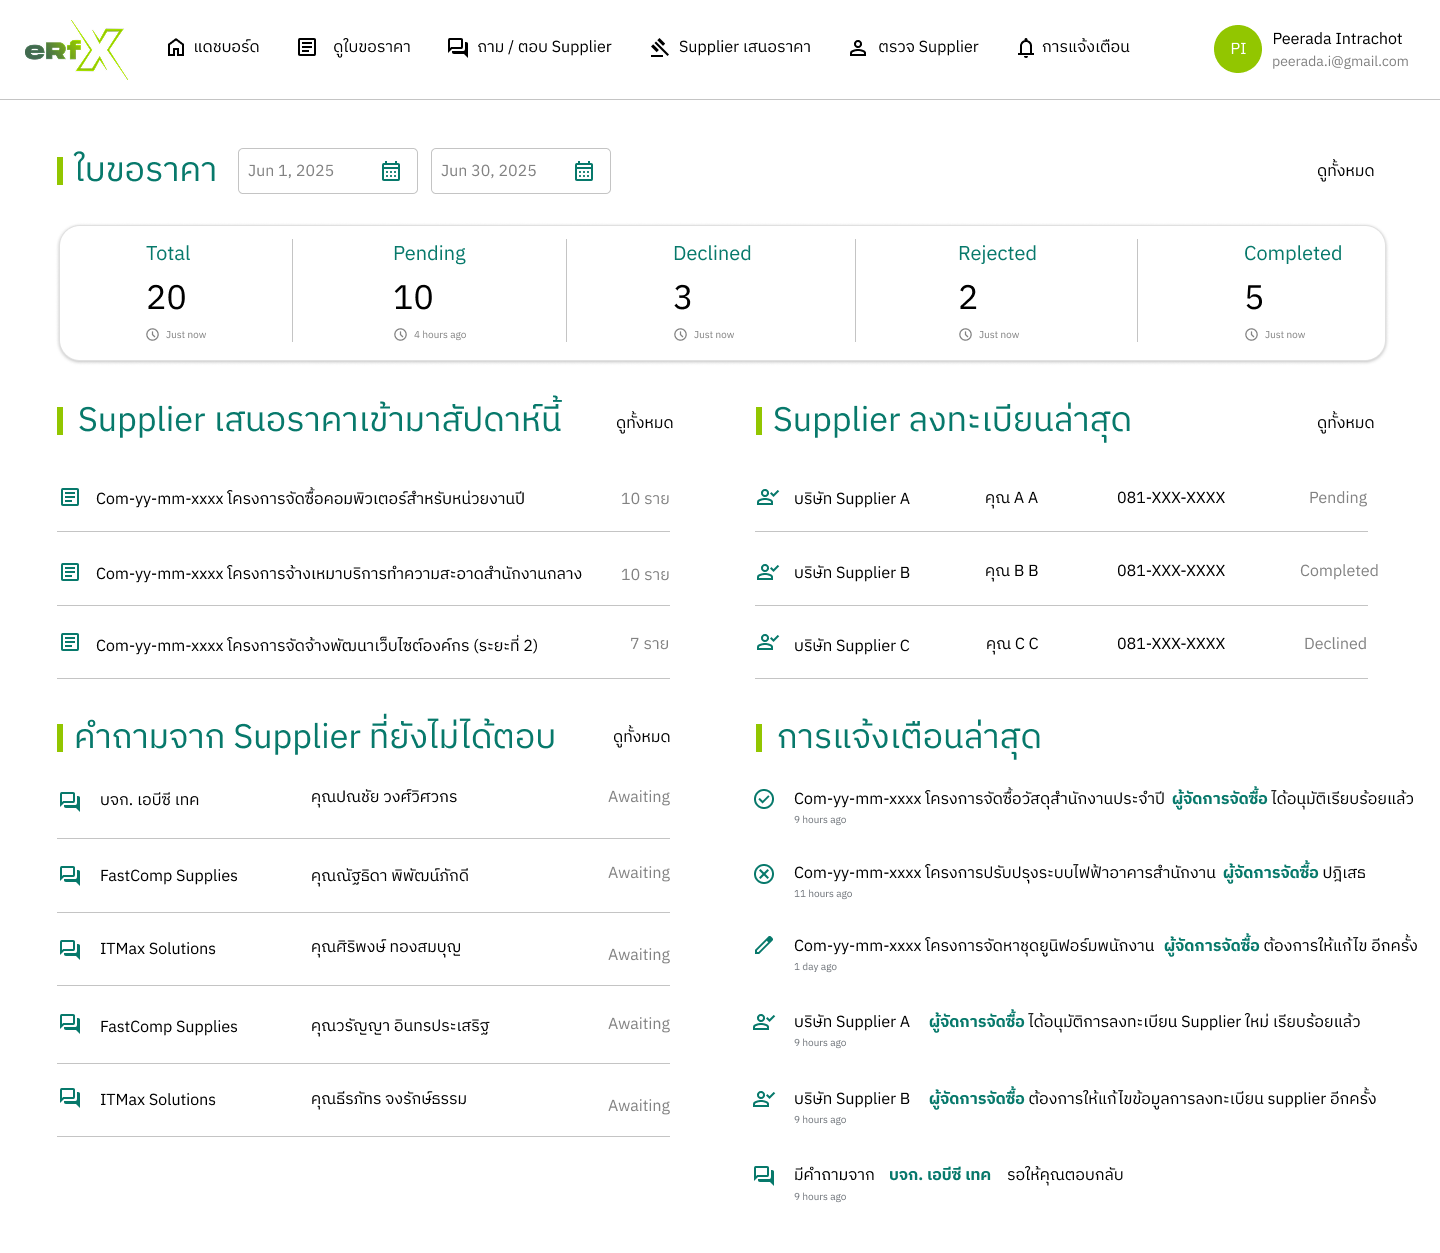 eRfX
แดชบอร์ด
ดูใบขอราคา
ถาม / ตอบ Supplier
Supplier เสนอราคา
ตรวจ Supplier
การแจ้งเตือน
PI
Peerada Intrachot
peerada.i@gmail.com
ใบขอราคา
Jun 1, 2025
Jun 30, 2025
ดูทั้งหมด
Total
20
Just now
Pending
10
4 hours ago
Declined
3
Just now
Rejected
2
Just now
Completed
5
Just now
Supplier เสนอราคาเข้ามาสัปดาห์นี้
ดูทั้งหมด
Com-yy-mm-xxxx โครงการจัดซื้อคอมพิวเตอร์สำหรับหน่วยงานปี
10 ราย
Com-yy-mm-xxxx โครงการจ้างเหมาบริการทำความสะอาดสำนักงานกลาง
10 ราย
Com-yy-mm-xxxx โครงการจัดจ้างพัฒนาเว็บไซต์องค์กร (ระยะที่ 2)
7 ราย
Supplier ลงทะเบียนล่าสุด
ดูทั้งหมด
บริษัท Supplier A คุณ A A 081-XXX-XXXX Pending
บริษัท Supplier B คุณ B B 081-XXX-XXXX Completed
บริษัท Supplier C คุณ C C 081-XXX-XXXX Declined
คำถามจาก Supplier ที่ยังไม่ได้ตอบ
ดูทั้งหมด
บจก. เอบีซี เทค คุณปณชัย วงศ์วิศวกร Awaiting
FastComp Supplies คุณณัฐธิดา พิพัฒน์ภักดี Awaiting
ITMax Solutions คุณศิริพงษ์ ทองสมบุญ Awaiting
FastComp Supplies คุณวรัญญา อินทรประเสริฐ Awaiting
ITMax Solutions คุณธีรภัทร จงรักษ์ธรรม Awaiting
การแจ้งเตือนล่าสุด
Com-yy-mm-xxxx โครงการจัดซื้อวัสดุสำนักงานประจำปี ผู้จัดการจัดซื้อ ได้อนุมัติเรียบร้อยแล้ว
9 hours ago
Com-yy-mm-xxxx โครงการปรับปรุงระบบไฟฟ้าอาคารสำนักงาน ผู้จัดการจัดซื้อ ปฎิเสธ
11 hours ago
Com-yy-mm-xxxx โครงการจัดหาชุดยูนิฟอร์มพนักงาน ผู้จัดการจัดซื้อ ต้องการให้แก้ไข อีกครั้ง
1 day ago
บริษัท Supplier A ผู้จัดการจัดซื้อ ได้อนุมัติการลงทะเบียน Supplier ใหม่ เรียบร้อยแล้ว
9 hours ago
บริษัท Supplier B ผู้จัดการจัดซื้อ ต้องการให้แก้ไขข้อมูลการลงทะเบียน supplier อีกครั้ง
9 hours ago
มีคำถามจาก บจก. เอบีซี เทค รอให้คุณตอบกลับ
9 hours ago